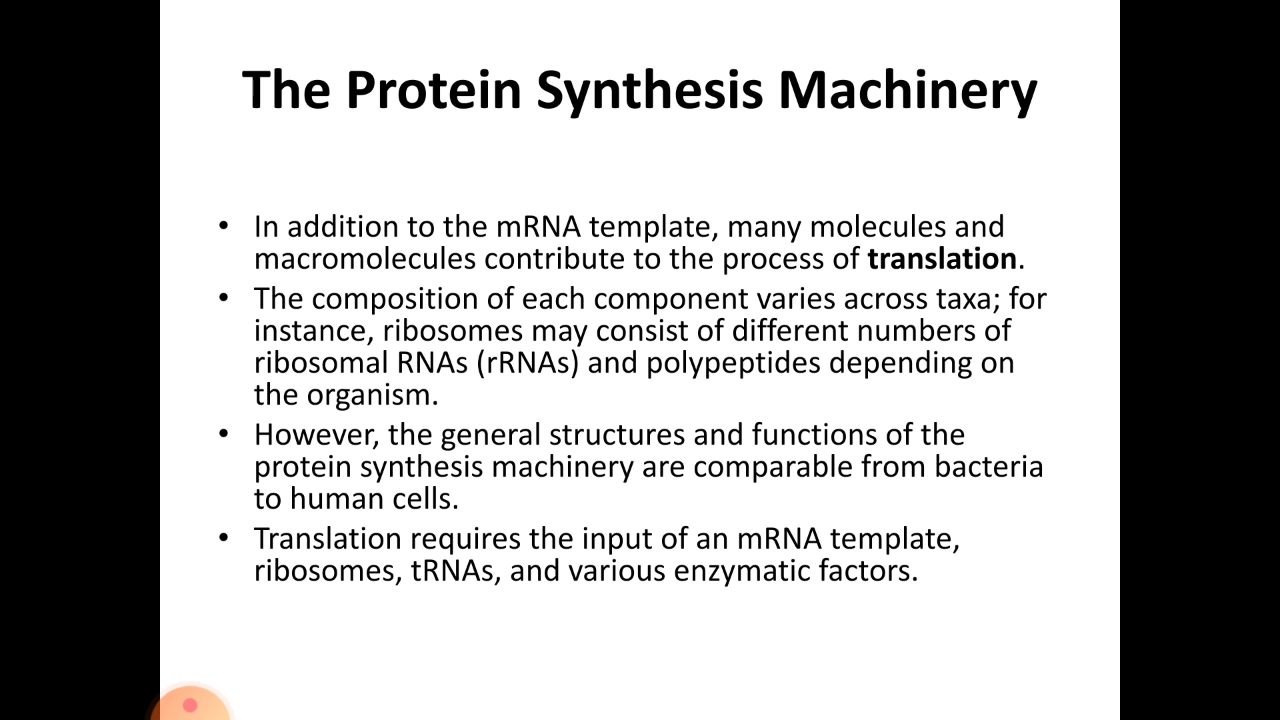 The Protein Synthesis Machinery
• In addition to the mRNA template, many molecules and
macromolecules contribute to the process of translation.
• The composition of each component varies across taxa; for
instance, ribosomes may consist of different numbers of
ribosomal RNAs (rRNAs) and polypeptides depending on
the organism.
• However, the general structures and functions of the
protein synthesis machinery are comparable from bacteria
to human cells.
• Translation requires the input of an mRNA template,
ribosomes, tRNAs, and various enzymatic factors.